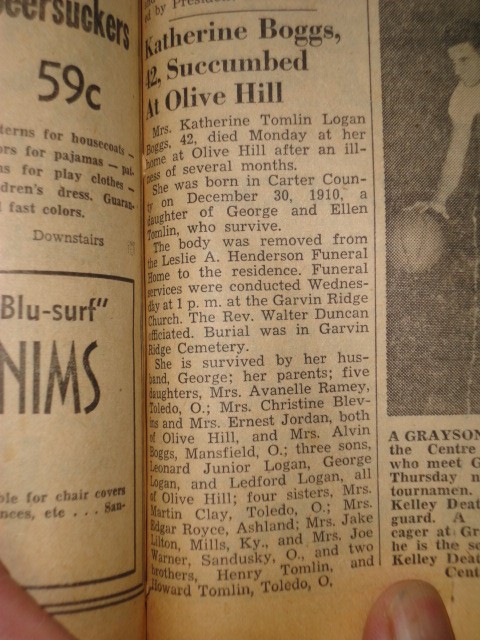 ed by Presid
Katherine Boggs,
42, Succumbed
At Olive Hill
Mrs. Katherine Tomlin Logan
Boggs, 42, died Monday at her
home at Olive Hill after an ill-
ness of several months.
She was born in Carter Coun-
ty on December 30, 1910, a
daughter of George and Ellen
Tomlin, who survive.
The body was removed from
the Leslie A. Henderson Funeral
Home to the residence. Funeral
services were conducted Wednes-
day at 1 p. m. at the Garvin Ridge
Church. The Rev. Walter Duncan
officiated. Burial was in Garvin
Ridge Cemetery.
She is survived by her hus-
band, George; her parents; five
daughters, Mrs. Avanelle Ramey,
Toledo, O.; Mrs. Christine Blev-
ins and Mrs. Ernest Jordan, both
of Olive Hill, and Mrs. Alvin
Boggs, Mansfield, O.; three sons,
Leonard Junior Logan, George
Logan, and Ledford Logan, all
of Olive Hill; four sisters, Mrs.
Martin Clay, Toledo, O.; Mrs.
Edgar Royce, Ashland; Mrs. Jake
Lilton, Mills, Ky., and Mrs. Joe
Warner, Sandusky, O., and two
brothers, Henry Tomlin, and
Howard Tomlin, Toledo, O.
eersuckers
59c
terns for housecoats –
ors for pajamas — pat-
ns for play clothes –
dren's dress. Guaran-
fast colors.
Downstairs
Blu-surf"
NIMS
ble for chair covers
nces, etc . . . San-
A GRAYSON
the Centre
who meet G
Thursday n
tournamen.
Kelley Deat
guard. A
cager at Gr
he is the so
Kelley Deat
Cent